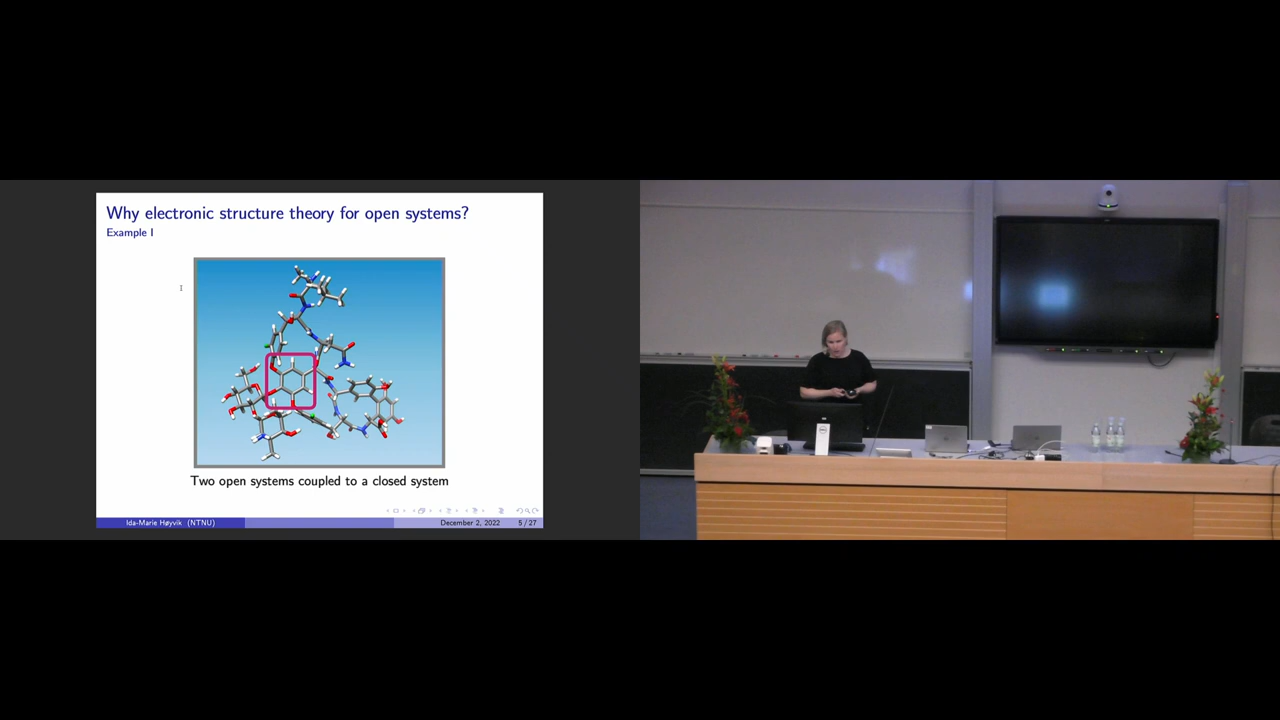 Why electronic structure theory for open systems?
Example I
Two open systems coupled to a closed system
Ida-Marie Høyvik (NTNU)
December 2, 2022
5 / 27